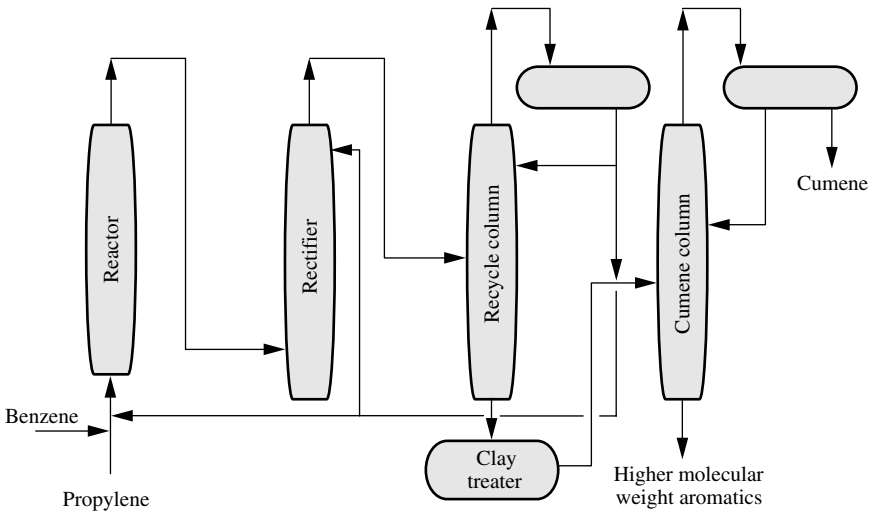 Reactor
Rectifier
Recycle column
Cumene column
Cumene
Benzene
Propylene
Clay
treater
Higher molecular
weight aromatics